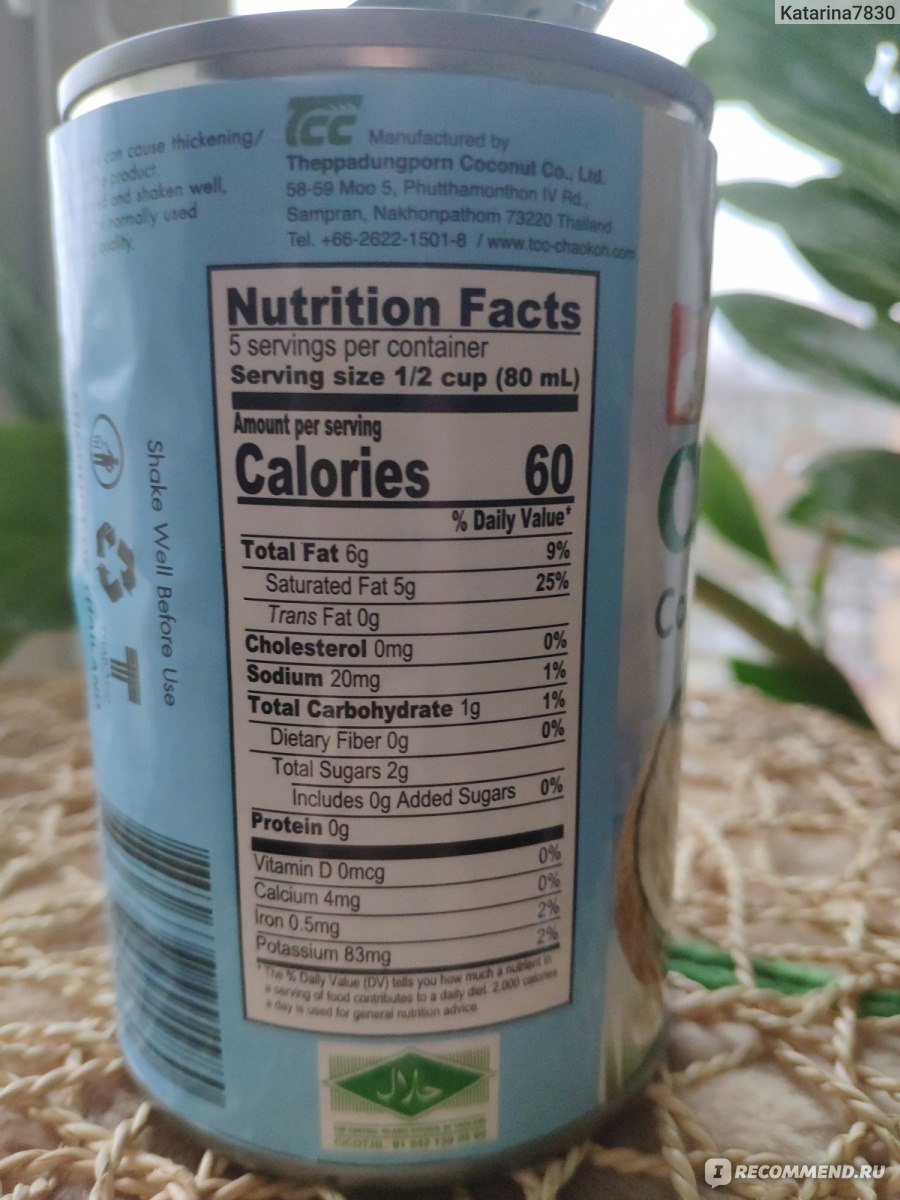 Katarina7830
can cause thickening/
product.
and shaken well,
normally used
quality.
TCC Manufactured by
Theppadungporn Coconut Co., Ltd.
58-59 Moo 5, Phutthamonthon IV Rd.,
Sampran, Nakhonpathom 73220 Thailand
Tel. +66-2622-1501-8 / www.tcc-chaokoh.com
Shake Well Before Use
Nutrition Facts
5 servings per container
Serving size 1/2 cup (80 mL)
Amount per serving
Calories 60
% Daily Value*
Total Fat 6g 9%
Saturated Fat 5g 25%
Trans Fat 0g
Cholesterol 0mg 0%
Sodium 20mg 1%
Total Carbohydrate 1g 1%
Dietary Fiber 0g 0%
Total Sugars 2g
Includes 0g Added Sugars 0%
Protein 0g
Vitamin D 0mcg 0%
Calcium 4mg 0%
Iron 0.5mg 2%
Potassium 83mg 2%
* The % Daily Value (DV) tells you how much a nutrient in
a serving of food contributes to a daily diet. 2,000 calories
a day is used for general nutrition advice.
حلال
IRECOMMEND.RU